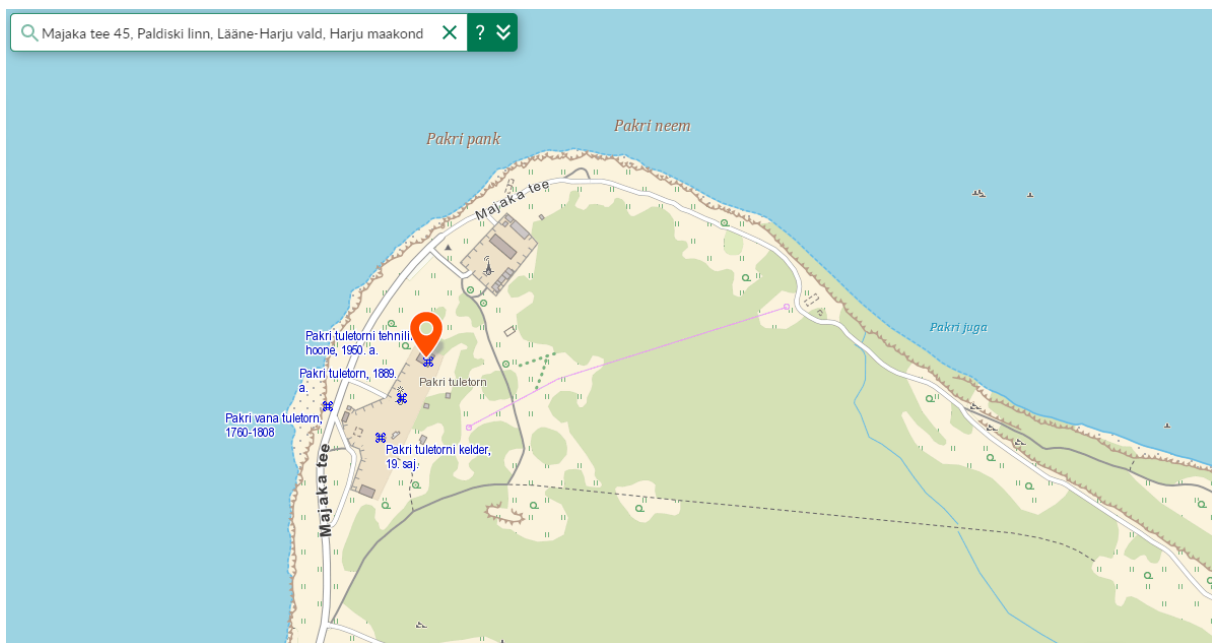 Majaka tee 45, Paldiski linn, Lääne-Harju vald, Harju maakond
?
Pakri pank
Pakri neem
Majaka tee
Pakri juga
Pakri tuletorni tehnili.
hoone, 1950. a.
Pakri tuletorn, 1889.
a.
Pakri tuletorn
Pakri vana tuletorn,
1760-1808
Pakri tuletorni kelder,
19. saj.
Majaka tee